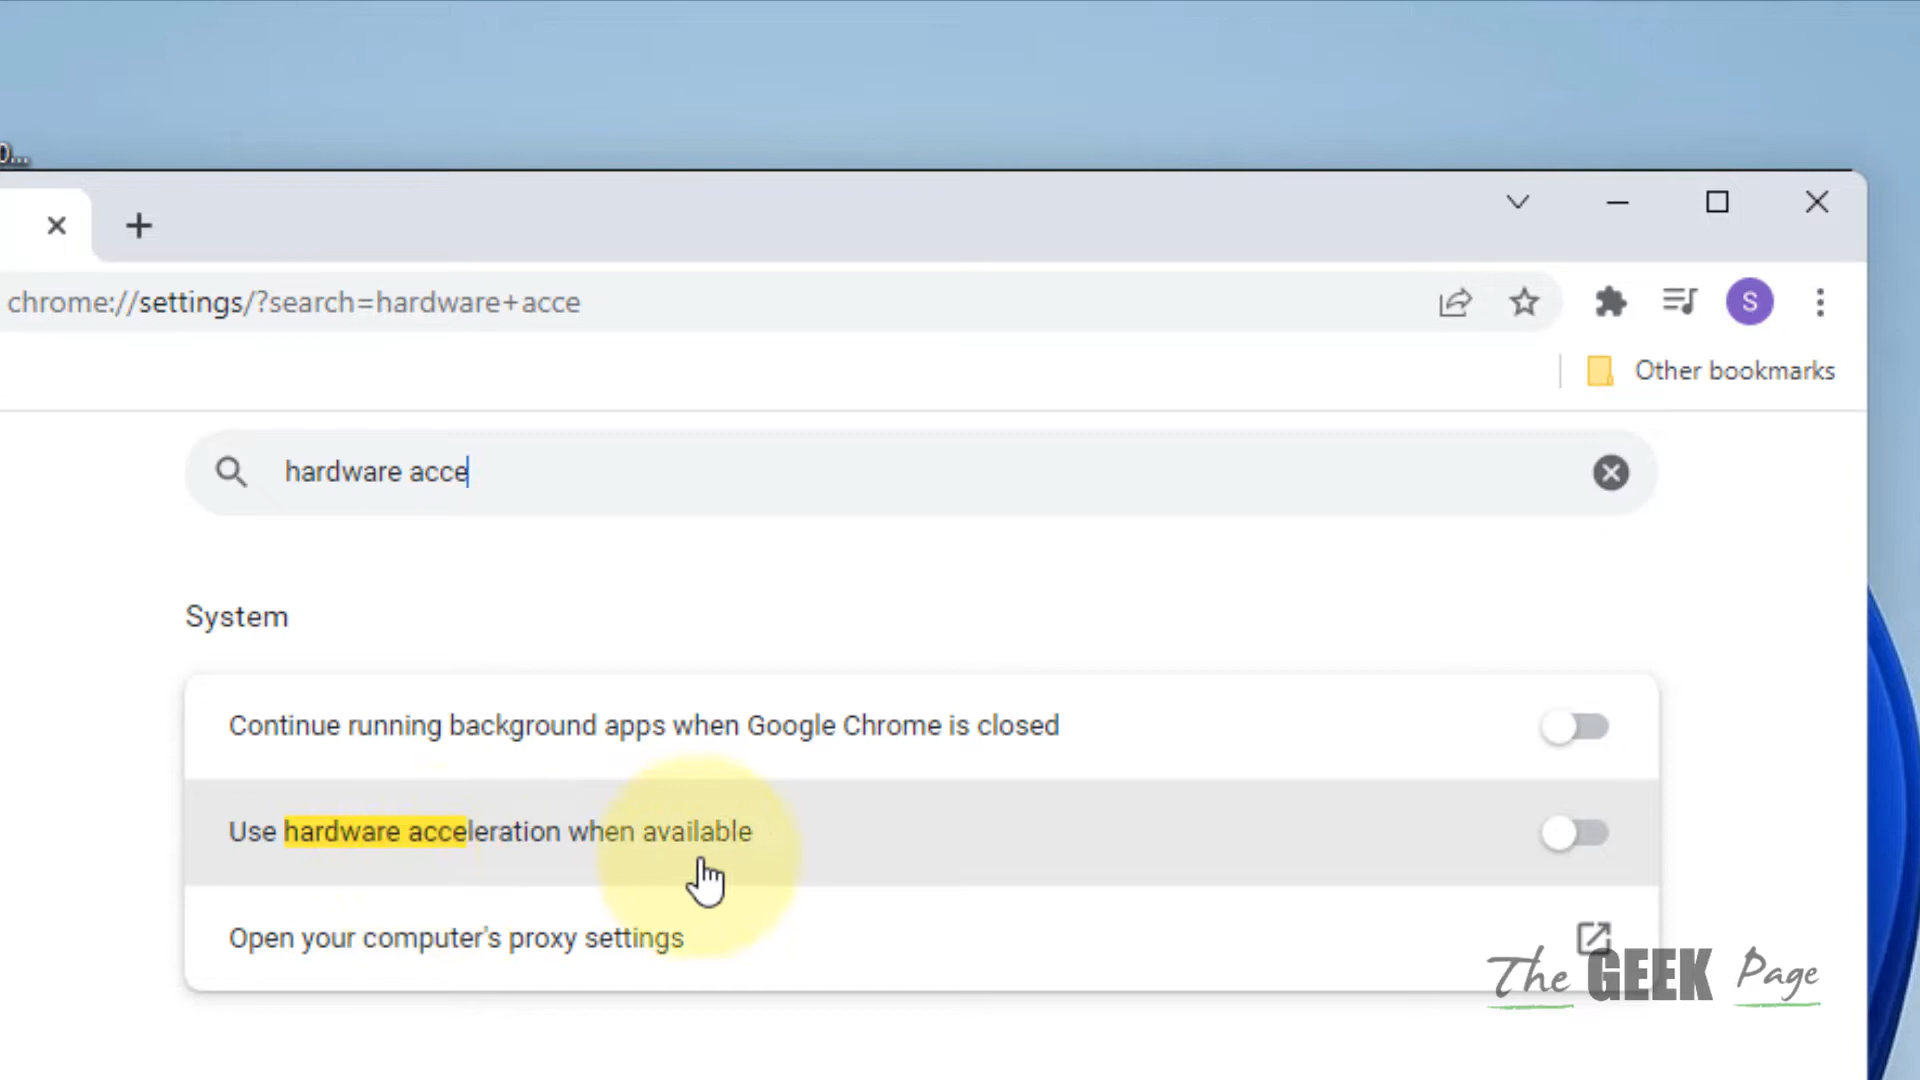 0...
chrome://settings/?search=hardware+acce
S
Other bookmarks
hardware acce
System
Continue running background apps when Google Chrome is closed
Use hardware acceleration when available
Open your computer's proxy settings
The GEEK Page